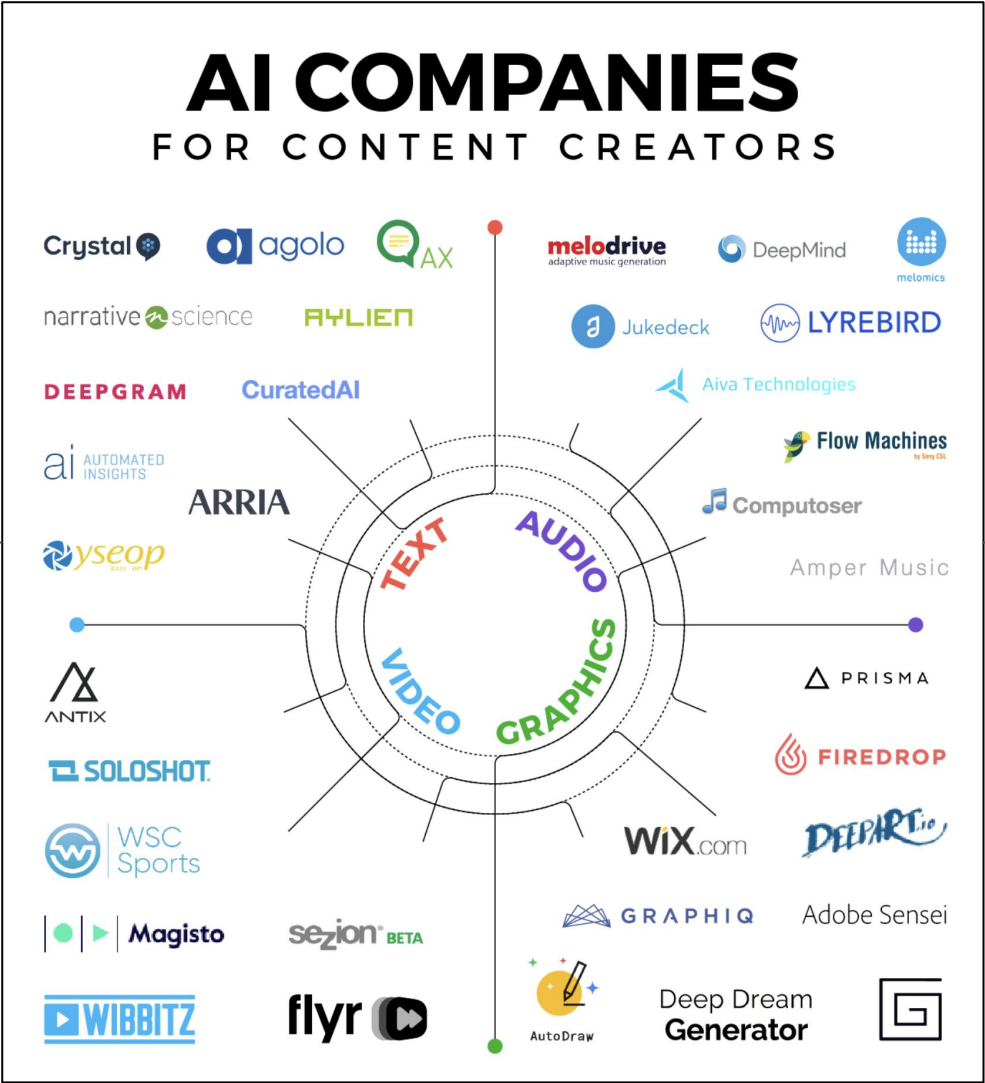 AI COMPANIES
FOR CONTENT CREATORS
Crystal
agolo
AX
narrative science
AYLIEN
DEEPGRAM
CuratedAI
ai AUTOMATED
INSIGHTS
ARRIA
yseop
EASY API
melodrive
adaptive music generation
DeepMind
melomics
Jukedeck
LYREBIRD
Aiva Technologies
Flow Machines
by Sony CSL
Computoser
Amper Music
TEXT
AUDIO
VIDEO
GRAPHICS
ANTIX
SOLOSHOT.
WSC
Sports
Magisto
sezion® BETA
WIBBITZ
flyr
PRISMA
FIREDROP
WiX.com
DEEPART.io
GRAPHIQ
Adobe Sensei
AutoDraw
Deep Dream
Generator